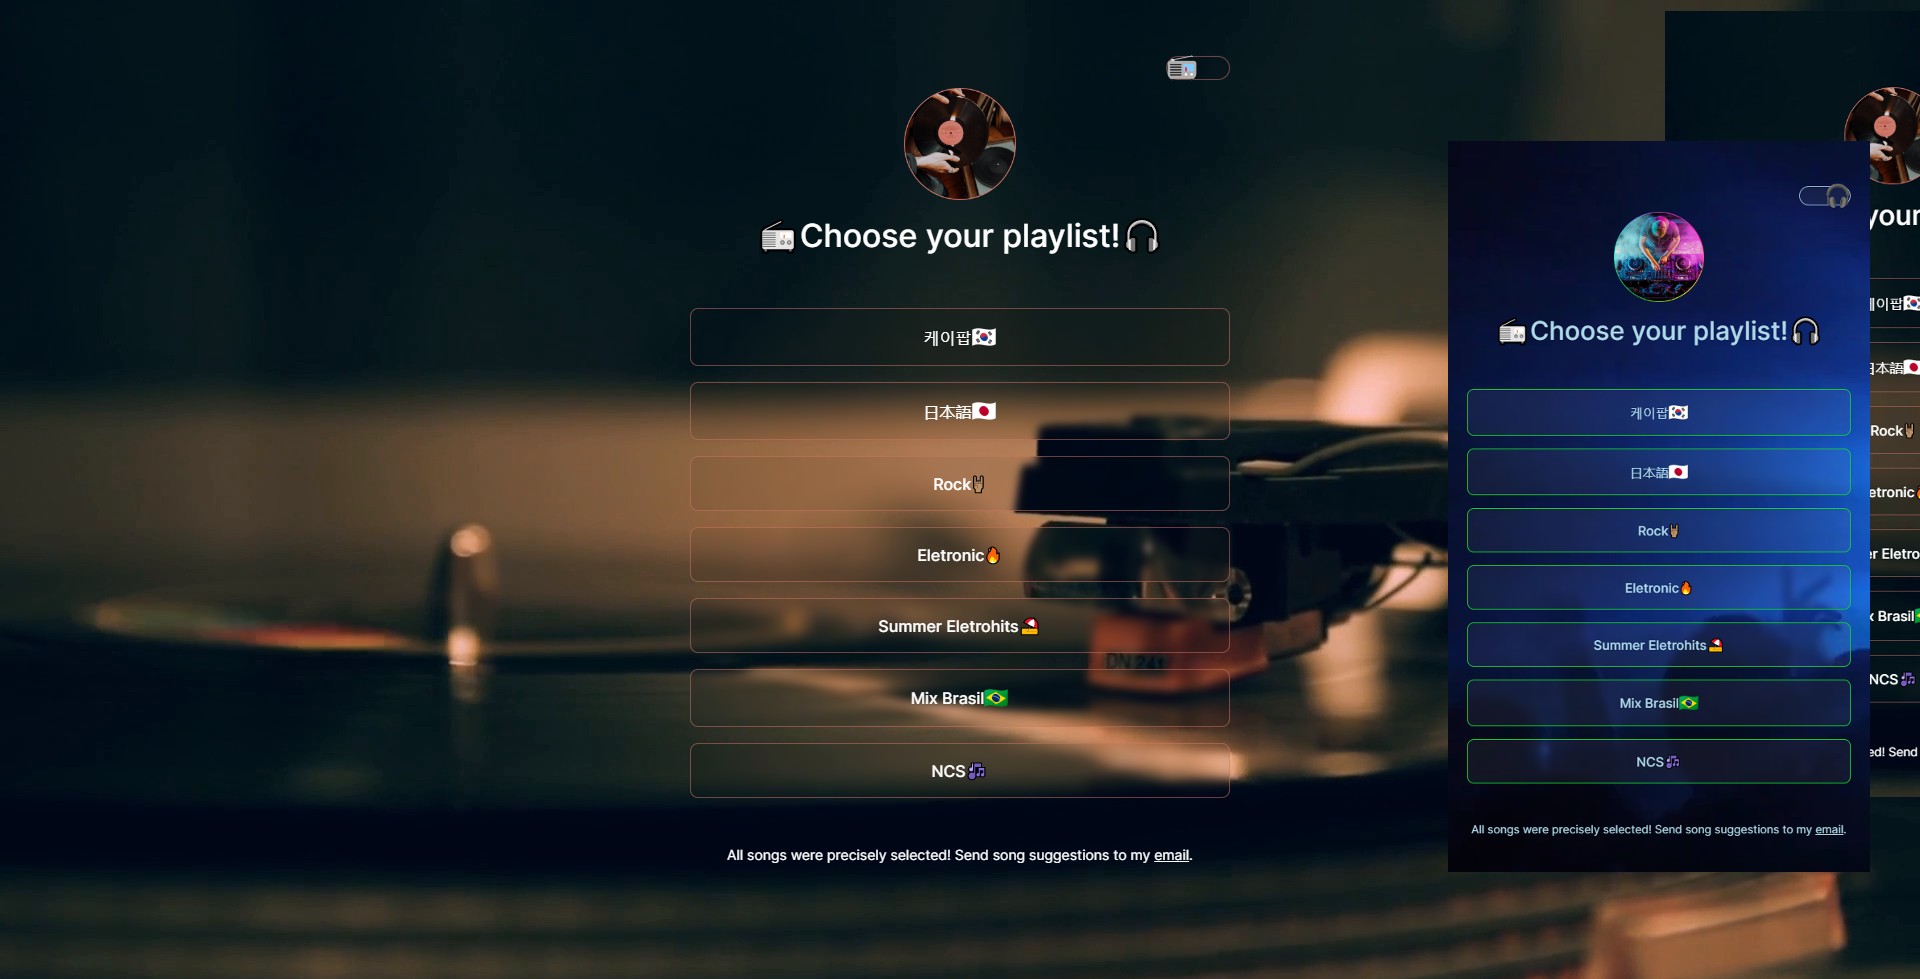 Choose your playlist!
케이팝
日本語
Rock
Eletronic
Summer Eletrohits
Mix Brasil
NCS
All songs were precisely selected! Send song suggestions to my email.
DN 241
Choose your playlist!
케이팝
日本語
Rock
Eletronic
Summer Eletrohits
Mix Brasil
NCS
All songs were precisely selected! Send song suggestions to my email.
your
이팝
本語
Rock
etronic
er Eletro
x Brasil
NCS
ed! Send